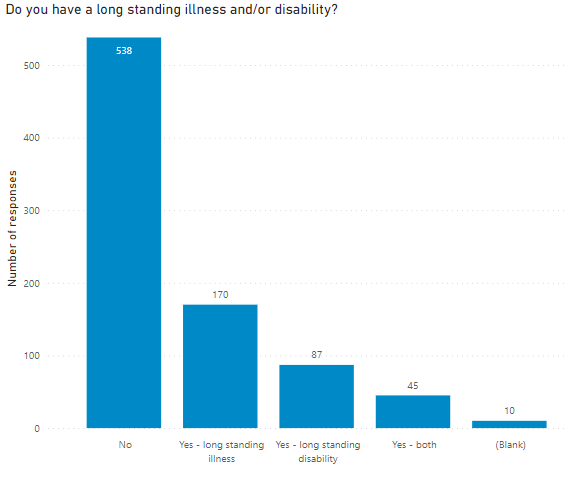 Do you have a long standing illness and/or disability?
Number of responses
500
400
300
200
100
0
538
170
87
45
10
No
Yes - long standing
illness
Yes - long standing
disability
Yes - both
(Blank)